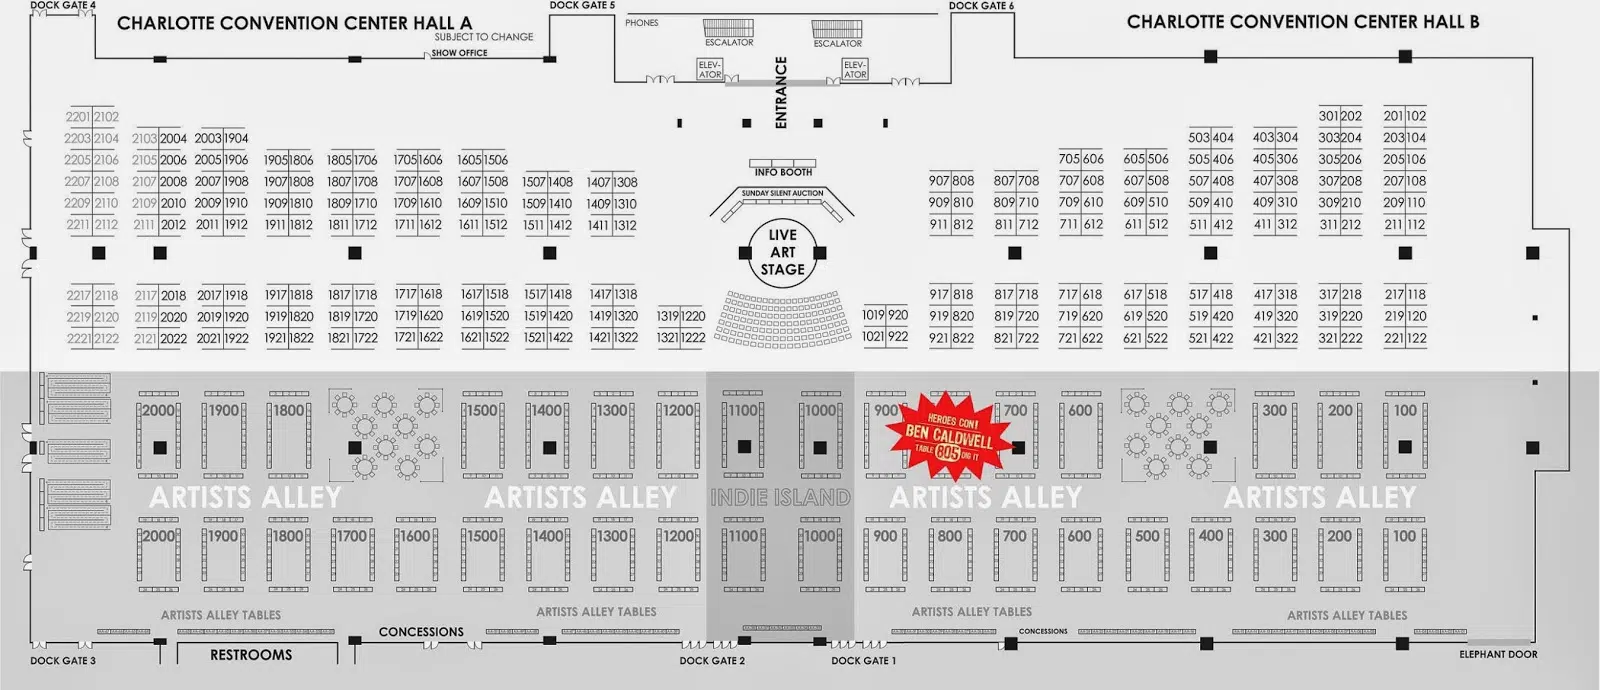 DOCK GATE 4
DOCK GATE 5
DOCK GATE 6
CHARLOTTE CONVENTION CENTER HALL A
SUBJECT TO CHANGE
SHOW OFFICE
PHONES
ESCALATOR
ESCALATOR
ELEV-
ATOR
ELEV-
ATOR
ENTRANCE
CHARLOTTE CONVENTION CENTER HALL B
301 202 201 102
2201 2102
503 404 403 304 303 204 203 104
2203 2104 2103 2004 2003 1904
2205 2106 2105 2006 2005 1906 1905 1806 1805 1706 1705 1606 1605 1506
705 606 605 506 505 406 405 306 305 206 205 106
2207 2108 2107 2008 2007 1908 1907 1808 1807 1708 1707 1608 1607 1508 1507 1408 1407 1308
907 808 807 708 707 608 607 508 507 408 407 308 307 208 207 108
2209 2110 2109 2010 2009 1910 1909 1810 1809 1710 1709 1610 1609 1510 1509 1410 1409 1310
909 810 809 710 709 610 609 510 509 410 409 310 309 210 209 110
2211 2112 2111 2012 2011 1912 1911 1812 1811 1712 1711 1612 1611 1512 1511 1412 1411 1312
911 812 811 712 711 612 611 512 511 412 411 312 311 212 211 112
INFO BOOTH
SUNDAY SILENT AUCTION
LIVE
ART
STAGE
2217 2118 2117 2018 2017 1918 1917 1818 1817 1718 1717 1618 1617 1518 1517 1418 1417 1318
917 818 817 718 717 618 617 518 517 418 417 318 317 218 217 118
2219 2120 2119 2020 2019 1920 1919 1820 1819 1720 1719 1620 1619 1520 1519 1420 1419 1320 1319 1220
1019 920 919 820 819 720 719 620 619 520 519 420 419 320 319 220 219 120
2221 2122 2121 2022 2021 1922 1921 1822 1821 1722 1721 1622 1621 1522 1521 1422 1421 1322 1321 1222
1021 922 921 822 821 722 721 622 621 522 521 422 421 322 321 222 221 122
2000 1900 1800 1500 1400 1300 1200 1100 1000 900 700 600 300 200 100
HEROES CON!
BEN CALDWELL
TABLE 805 DIG IT
ARTISTS ALLEY
ARTISTS ALLEY
INDIE ISLAND
ARTISTS ALLEY
ARTISTS ALLEY
2000 1900 1800 1700 1600 1500 1400 1300 1200 1100 1000 900 800 700 600 500 400 300 200 100
ARTISTS ALLEY TABLES
ARTISTS ALLEY TABLES
ARTISTS ALLEY TABLES
ARTISTS ALLEY TABLES
CONCESSIONS
CONCESSIONS
DOCK GATE 3
RESTROOMS
DOCK GATE 2
DOCK GATE 1
ELEPHANT DOOR